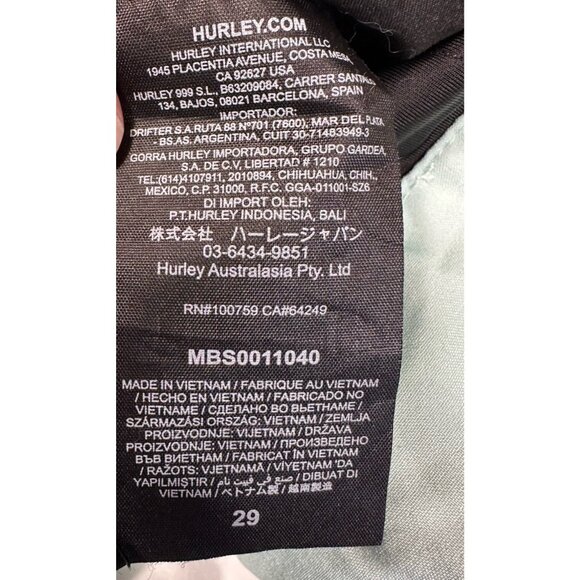 HURLEY.COM
HURLEY INTERNATIONAL LLC
1945 PLACENTIA AVENUE, COSTA MESA,
CA 92627 USA
HURLEY 999 S.L., B63209084, CARRER SANTALÓ
134, BAJOS, 08021 BARCELONA, SPAIN
IMPORTADOR:
DRIFTER S.A.RUTA 88 Nº701 (7600), MAR DEL PLATA
- BS.AS. ARGENTINA, CUIT 30-71483949-3
GORRA HURLEY IMPORTADORA, GRUPO GARDEA,
S.A. DE C.V, LIBERTAD # 1210
TEL:(614)4107911, 2010894, CHIHUAHUA, CHIH.,
MEXICO, C.P. 31000, R.F.C. GGA-011001-SZ6
DI IMPORT OLEH:
P.T.HURLEY INDONESIA, BALI
株式会社 ハーレージャパン
03-6434-9851
Hurley Australasia Pty. Ltd
RN#100759 CA#64249
MBS0011040
MADE IN VIETNAM / FABRIQUE AU VIETNAM
/ HECHO EN VIETNAM / FABRICADO NO
VIETNAME / СДЕЛАНО ВО ВЬЕТНАМЕ /
SZÁRMAZÁSI ORSZÁG: VIETNAM / ZEMLJA
PROIZVODNJE: VIJETNAM / DRŽAVA
PROIZVODNJE: VIETNAM / ПРОИЗВЕДЕНО
ВЪВ ВИЕТНАМ / FABRICAT ÎN VIETNAM
/ RAŽOTS: VJETNAMĀ / VİYETNAM 'DA
YAPILMIŞTIR / صنع في فييت نام / DIBUAT DI
VIETNAM / ベトナム製 / 越南製造
29